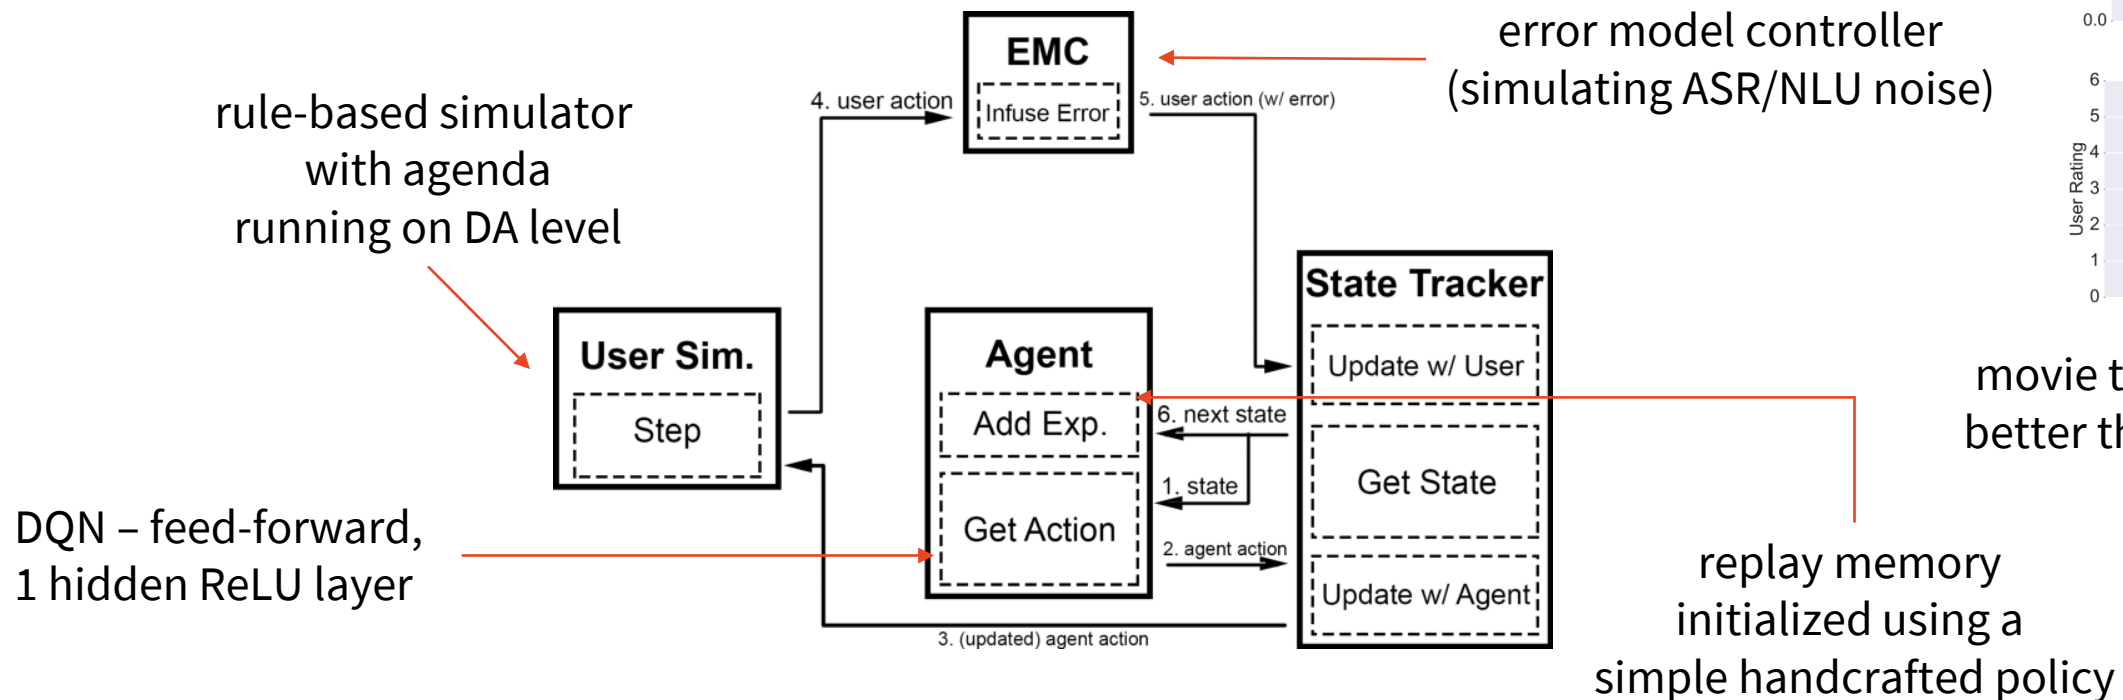 rule-based simulator
with agenda
running on DA level
EMC
Infuse Error
4. user action
5. user action (w/ error)
error model controller
(simulating ASR/NLU noise)
0.0
6
5
4
3
2
1
0
User Rating
User Sim.
Step
Agent
Add Exp.
Get Action
State Tracker
Update w/ User
Get State
Update w/ Agent
6. next state
1. state
2. agent action
3. (updated) agent action
DQN – feed-forward,
1 hidden ReLU layer
movie t
better th
replay memory
initialized using a
simple handcrafted policy